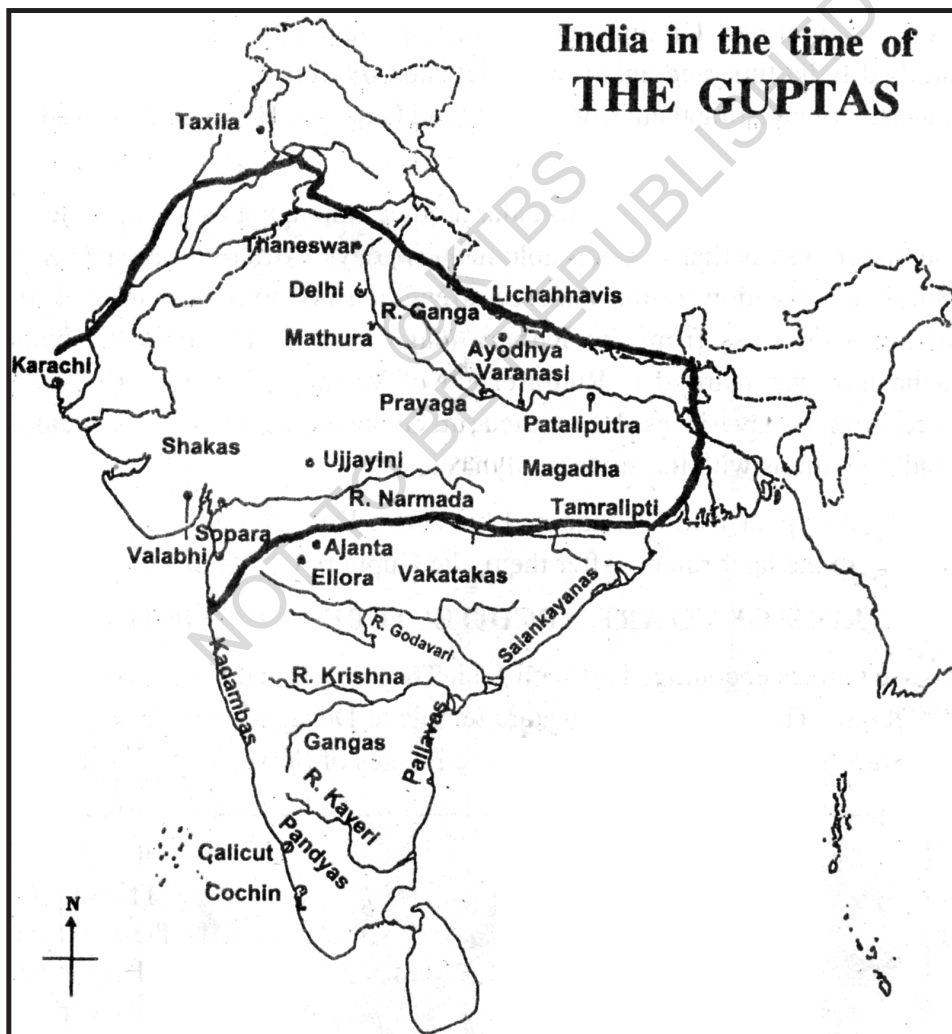 India in the time of
THE GUPTAS
©KTBS
NOT TO BE REPUBLISHED
Taxila
Thaneswar
Delhi
R. Ganga
Lichahhavis
Mathura
Ayodhya
Karachi
Varanasi
Prayaga
Pataliputra
Shakas
Ujjayini
Magadha
R. Narmada
Tamralipti
Sopara
Valabhi
Ajanta
Ellora
Vakatakas
R. Godavari
Salankayanas
R. Krishna
Kadambas
Gangas
Pallavas
R. Kaveri
Pandyas
Calicut
Cochin
N